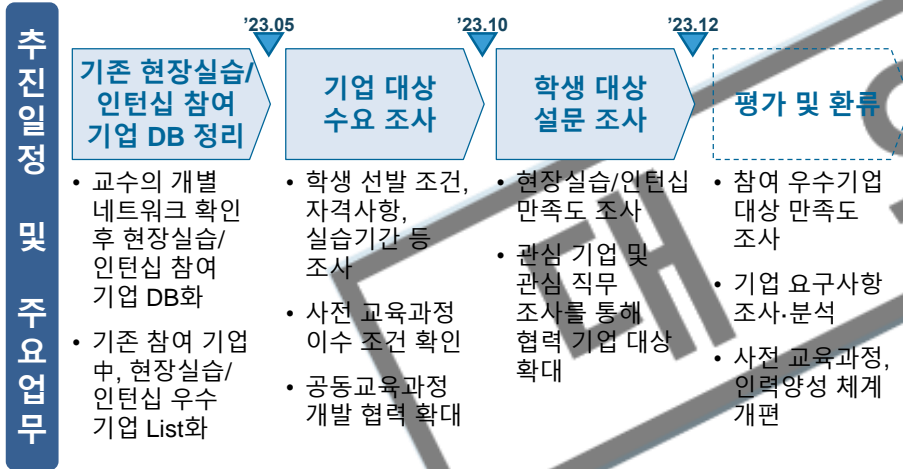 추진일정 및 주요업무
’23.05
’23.10
’23.12
기존 현장실습/
인턴십 참여
기업 DB 정리
기업 대상
수요 조사
학생 대상
설문 조사
평가 및 환류
• 교수의 개별
네트워크 확인
후 현장실습/
인턴십 참여
기업 DB화
• 기존 참여 기업
中, 현장실습/
인턴십 우수
기업 List화
• 학생 선발 조건,
자격사항,
실습기간 등
조사
• 사전 교육과정
이수 조건 확인
• 공동교육과정
개발 협력 확대
• 현장실습/인턴십
만족도 조사
• 관심 기업 및
관심 직무
조사를 통해
협력 기업 대상
확대
• 참여 우수기업
대상 만족도
조사
• 기업 요구사항
조사·분석
• 사전 교육과정,
인력양성 체계
개편
대